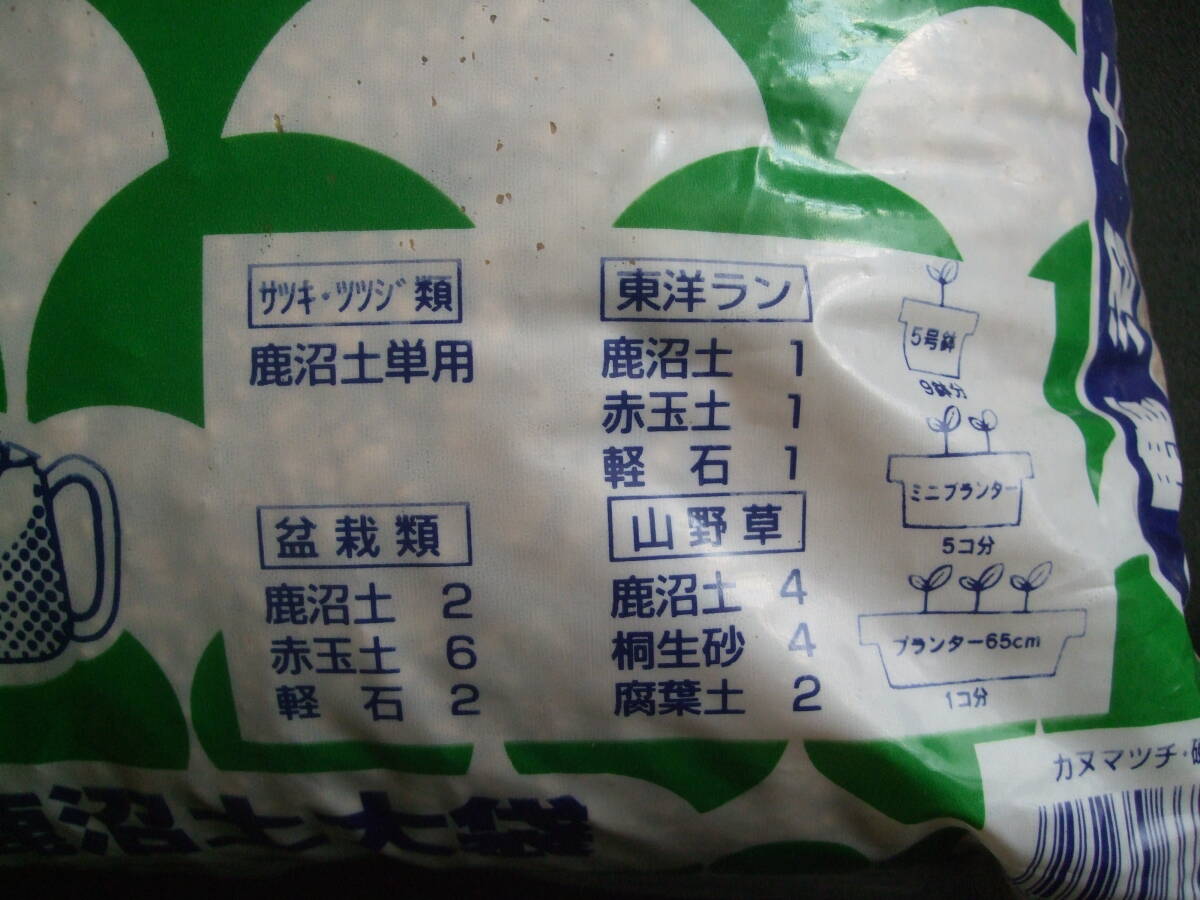 サツキ・ツツジ類
鹿沼土単用
東洋ラン
鹿沼土 1
赤玉土 1
軽 石 1
盆栽類
鹿沼土 2
赤玉土 6
軽 石 2
山野草
鹿沼土 4
桐生砂 4
腐葉土 2
5号鉢
9鉢分
ミニプランター
5コ分
プランター65cm
1コ分
カヌマツチ・
鹿沼土大袋